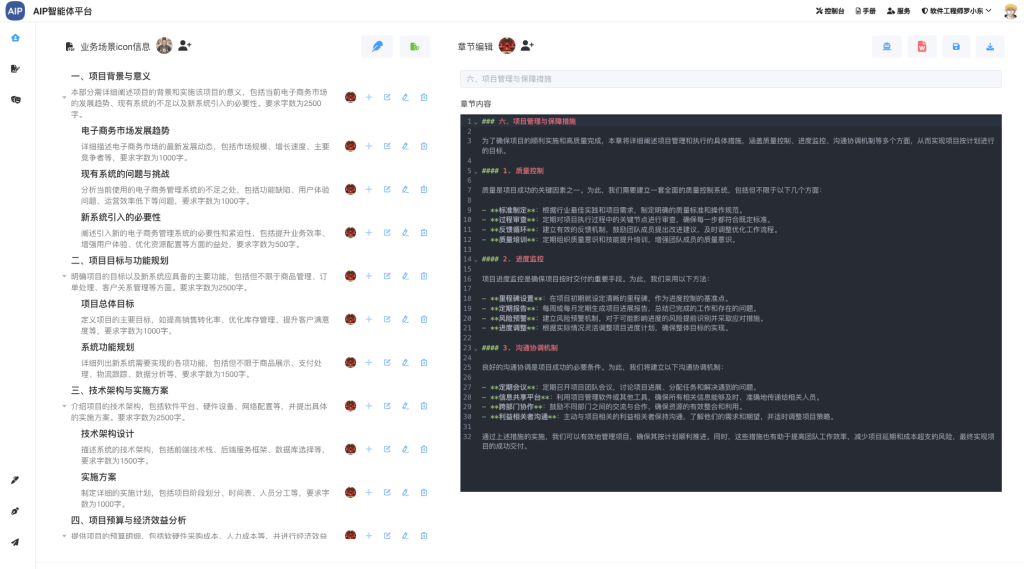 AIP AIP智能体平台
控制台 手册 服务 软件工程师罗小东
业务场景icon信息
一、项目背景与意义
本部分需详细阐述项目的背景和实施该项目的意义，包括当前电子商务市场
的发展趋势、现有系统的不足以及新系统引入的必要性。要求字数为2500
字。
电子商务市场发展趋势
详细描述电子商务市场的最新发展动态，包括市场规模、增长速度、主要
竞争者等，要求字数为1000字。
现有系统的问题与挑战
分析当前使用的电子商务管理系统的不足之处，包括功能缺陷、用户体验
问题、运营效率低下等问题，要求字数为1000字。
新系统引入的必要性
阐述引入新的电子商务管理系统的必要性和紧迫性，包括提升业务效率、
增强用户体验、优化资源配置等方面的益处，要求字数为500字。
二、项目目标与功能规划
明确项目的目标以及新系统应具备的主要功能，包括但不限于商品管理、订
单处理、客户关系管理等方面。要求字数为2500字。
项目总体目标
定义项目的主要目标，如提高销售转化率、优化库存管理、提升客户满意
度等，要求字数为1000字。
系统功能规划
详细列出新系统需要实现的各项功能，包括但不限于商品展示、支付处
理、物流跟踪、数据分析等，要求字数为1500字。
三、技术架构与实施方案
介绍项目的技术架构，包括软件平台、硬件设备、网络配置等，并提出具体
的实施方案。要求字数为2500字。
技术架构设计
描述系统的技术架构，包括前端技术栈、后端服务框架、数据库选择等，
要求字数为1500字。
实施方案
制定详细的实施计划，包括项目阶段划分、时间表、人员分工等，要求字
数为1000字。
四、项目预算与经济效益分析
提供项目的预算明细，包括软硬件采购成本、人力成本等，并进行经济效益
章节编辑
六、项目管理与保障措施
章节内容
1 ### 六、项目管理与保障措施
2
3 为了确保项目的顺利实施和高质量完成，本章将详细阐述项目管理和执行的具体措施，涵盖质量控制、进度监控、沟通协调机制等多个方面，从而实现项目按计划进行
的目标。
4
5 #### 1. 质量控制
6
7 质量是项目成功的关键因素之一。为此，我们需要建立一套全面的质量控制系统，包括但不限于以下几个方面：
8
9 - **标准制定**：根据行业最佳实践和项目需求，制定明确的质量标准和操作规范。
10 - **过程审查**：定期对项目执行过程中的关键节点进行审查，确保每一步都符合既定标准。
11 - **反馈循环**：建立有效的反馈机制，鼓励团队成员提出改进建议，及时调整优化工作流程。
12 - **质量培训**：定期组织质量意识和技能提升培训，增强团队成员的质量意识。
13
14 #### 2. 进度监控
15
16 项目进度监控是确保项目按时交付的重要手段。为此，我们采用以下方法：
17
18 - **里程碑设置**：在项目初期就设定清晰的里程碑，作为进度控制的基准点。
19 - **定期报告**：每周或每月定期生成项目进展报告，总结已完成的工作和存在的问题。
20 - **风险预警**：建立风险预警机制，对于可能影响进度的风险提前识别并采取应对措施。
21 - **进度调整**：根据实际情况灵活调整项目进度计划，确保整体目标的实现。
22
23 #### 3. 沟通协调机制
24
25 良好的沟通协调是项目成功的必要条件。为此，我们将建立以下沟通协调机制：
26
27 - **定期会议**：定期召开项目团队会议，讨论项目进展、分配任务和解决遇到的问题。
28 - **信息共享平台**：利用项目管理软件或其他工具，确保所有相关信息能够及时、准确地传递给相关人员。
29 - **跨部门协作**：鼓励不同部门之间的交流与合作，确保资源的有效整合和利用。
30 - **利益相关者沟通**：主动与项目相关的利益相关者保持沟通，了解他们的需求和期望，并适时调整项目策略。
31
32 通过上述措施的实施，我们可以有效地管理项目，确保其按计划顺利推进。同时，这些措施也有助于提高团队工作效率，减少项目延期和成本超支的风险，最终实现项目
的成功交付。